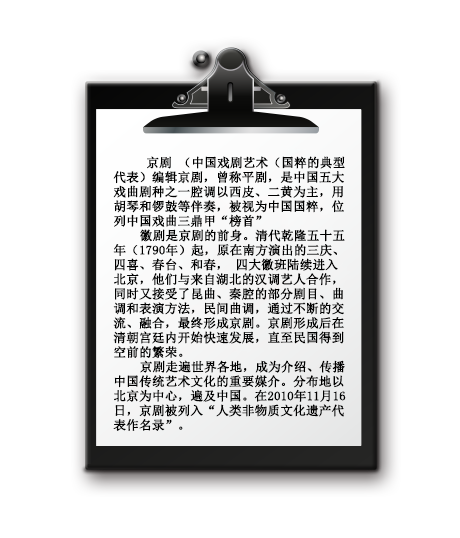 京剧 （中国戏剧艺术（国粹的典型
代表）编辑京剧，曾称平剧，是中国五大
戏曲剧种之一腔调以西皮、二黄为主，用
胡琴和锣鼓等伴奏，被视为中国国粹，位
列中国戏曲三鼎甲“榜首”
徽剧是京剧的前身。清代乾隆五十五
年（1790年）起，原在南方演出的三庆、
四喜、春台、和春， 四大徽班陆续进入
北京，他们与来自湖北的汉调艺人合作，
同时又接受了昆曲、秦腔的部分剧目、曲
调和表演方法，民间曲调，通过不断的交
流、融合，最终形成京剧。京剧形成后在
清朝宫廷内开始快速发展，直至民国得到
空前的繁荣。
京剧走遍世界各地，成为介绍、传播
中国传统艺术文化的重要媒介。分布地以
北京为中心，遍及中国。在2010年11月16
日，京剧被列入“人类非物质文化遗产代
表作名录”。